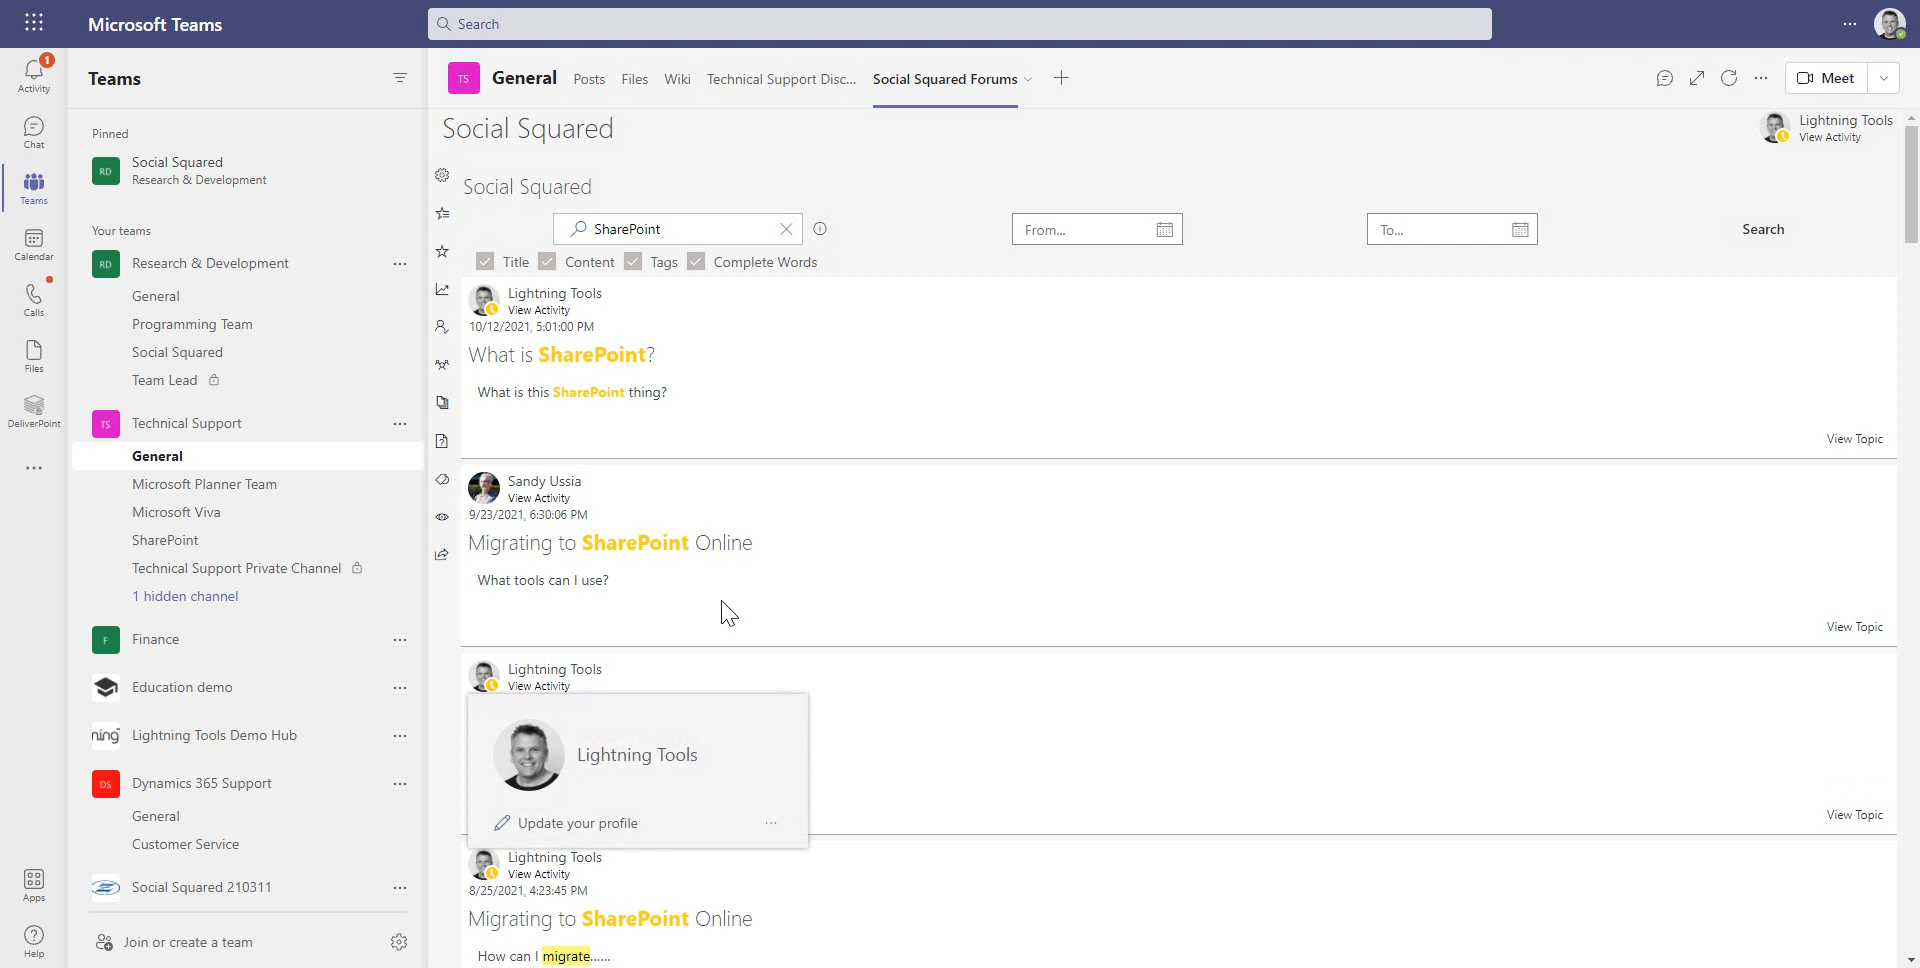 Microsoft Teams
Search
1
Activity
Chat
Teams
Calendar
Calls
Files
DeliverPoint
Apps
Help
Teams
Pinned
RD
Social Squared
Research & Development
Your teams
RD
Research & Development
General
Programming Team
Social Squared
Team Lead
TS
Technical Support
General
Microsoft Planner Team
Microsoft Viva
SharePoint
Technical Support Private Channel
1 hidden channel
F
Finance
Education demo
ning
Lightning Tools Demo Hub
DS
Dynamics 365 Support
General
Customer Service
Social Squared 210311
Join or create a team
TS
General
Posts
Files
Wiki
Technical Support Disc...
Social Squared Forums
Meet
Social Squared
Lightning Tools
View Activity
Social Squared
SharePoint
From...
To...
Search
Title
Content
Tags
Complete Words
Lightning Tools
View Activity
10/12/2021, 5:01:00 PM
What is SharePoint?
What is this SharePoint thing?
View Topic
Sandy Ussia
View Activity
9/23/2021, 6:30:06 PM
Migrating to SharePoint Online
What tools can I use?
View Topic
Lightning Tools
View Activity
Lightning Tools
Update your profile
View Topic
Lightning Tools
View Activity
8/25/2021, 4:23:45 PM
Migrating to SharePoint Online
How can I migrate......